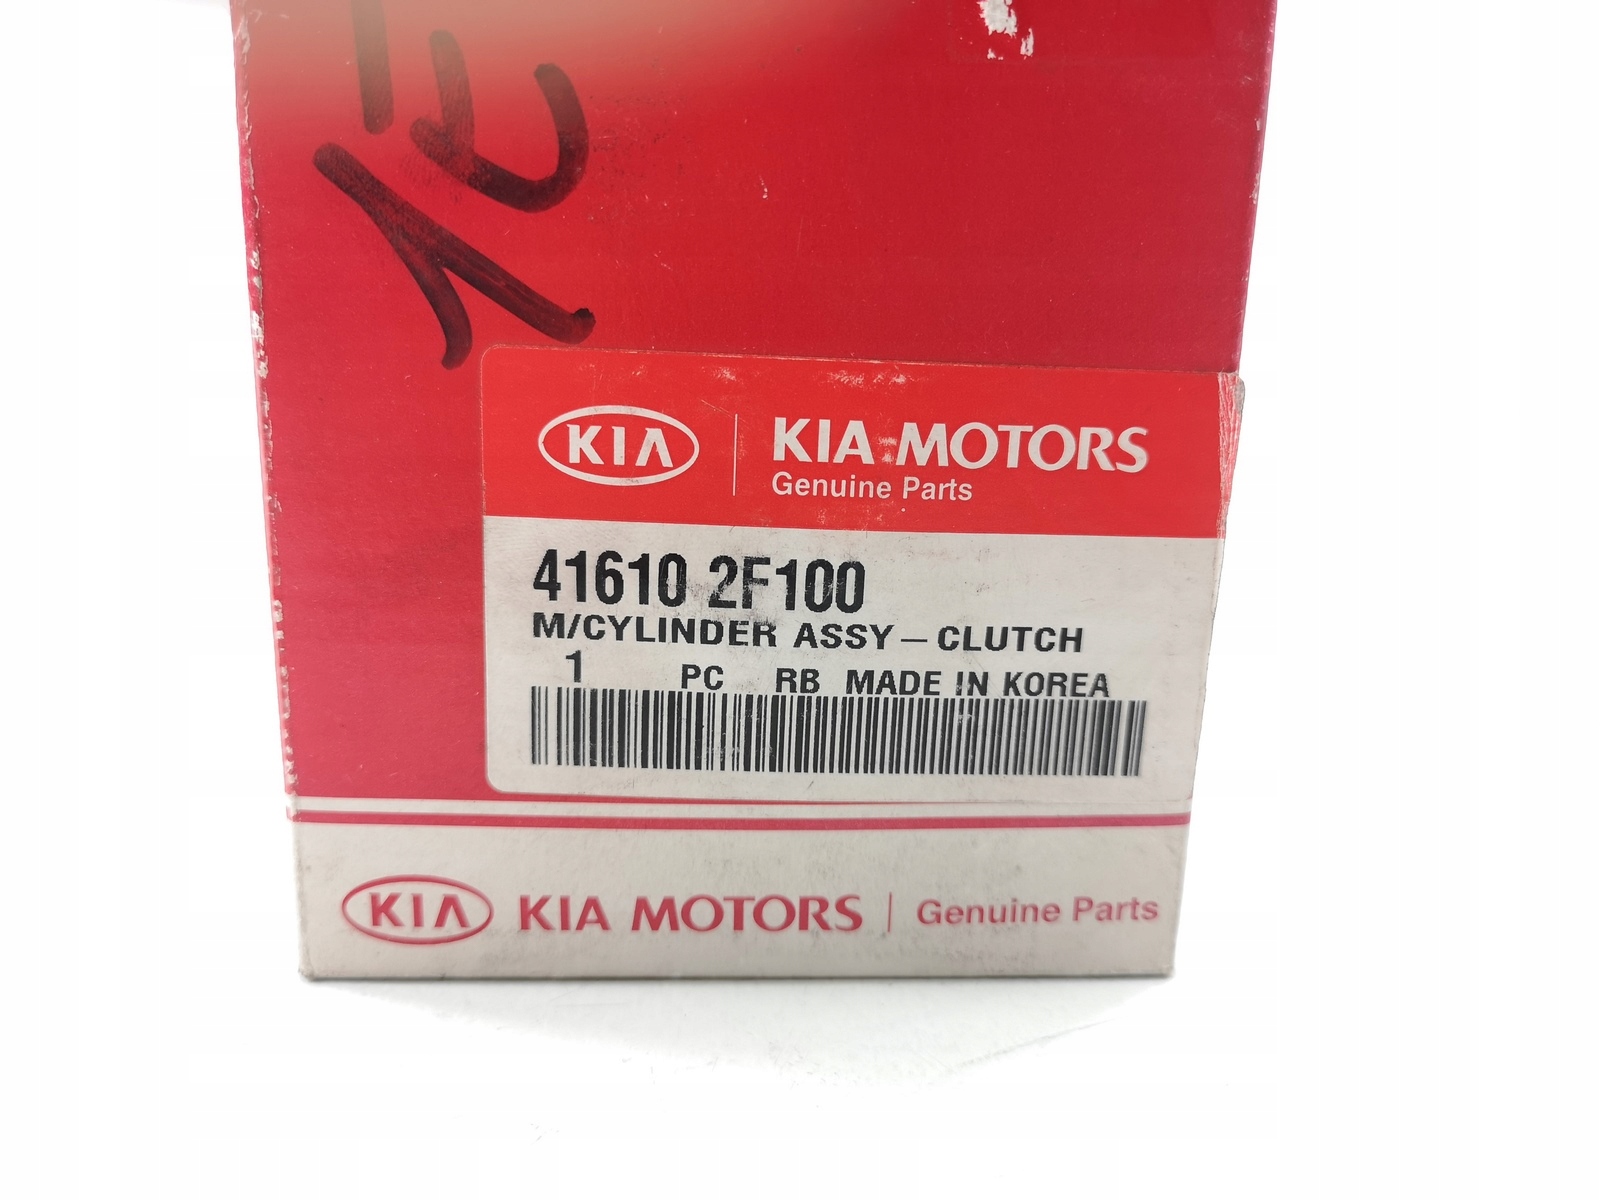 KIA KIA MOTORS
Genuine Parts
41610 2F100
M/CYLINDER ASSY-CLUTCH
1 PC RB MADE IN KOREA
KIA KIA MOTORS | Genuine Parts